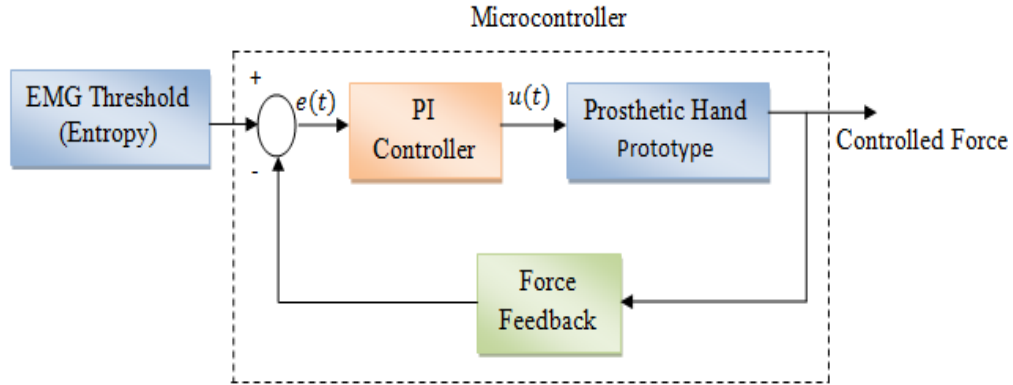 Microcontroller
EMG Threshold
(Entropy)
+
-
e(t)
PI
Controller
u(t)
Prosthetic Hand
Prototype
Controlled Force
Force
Feedback